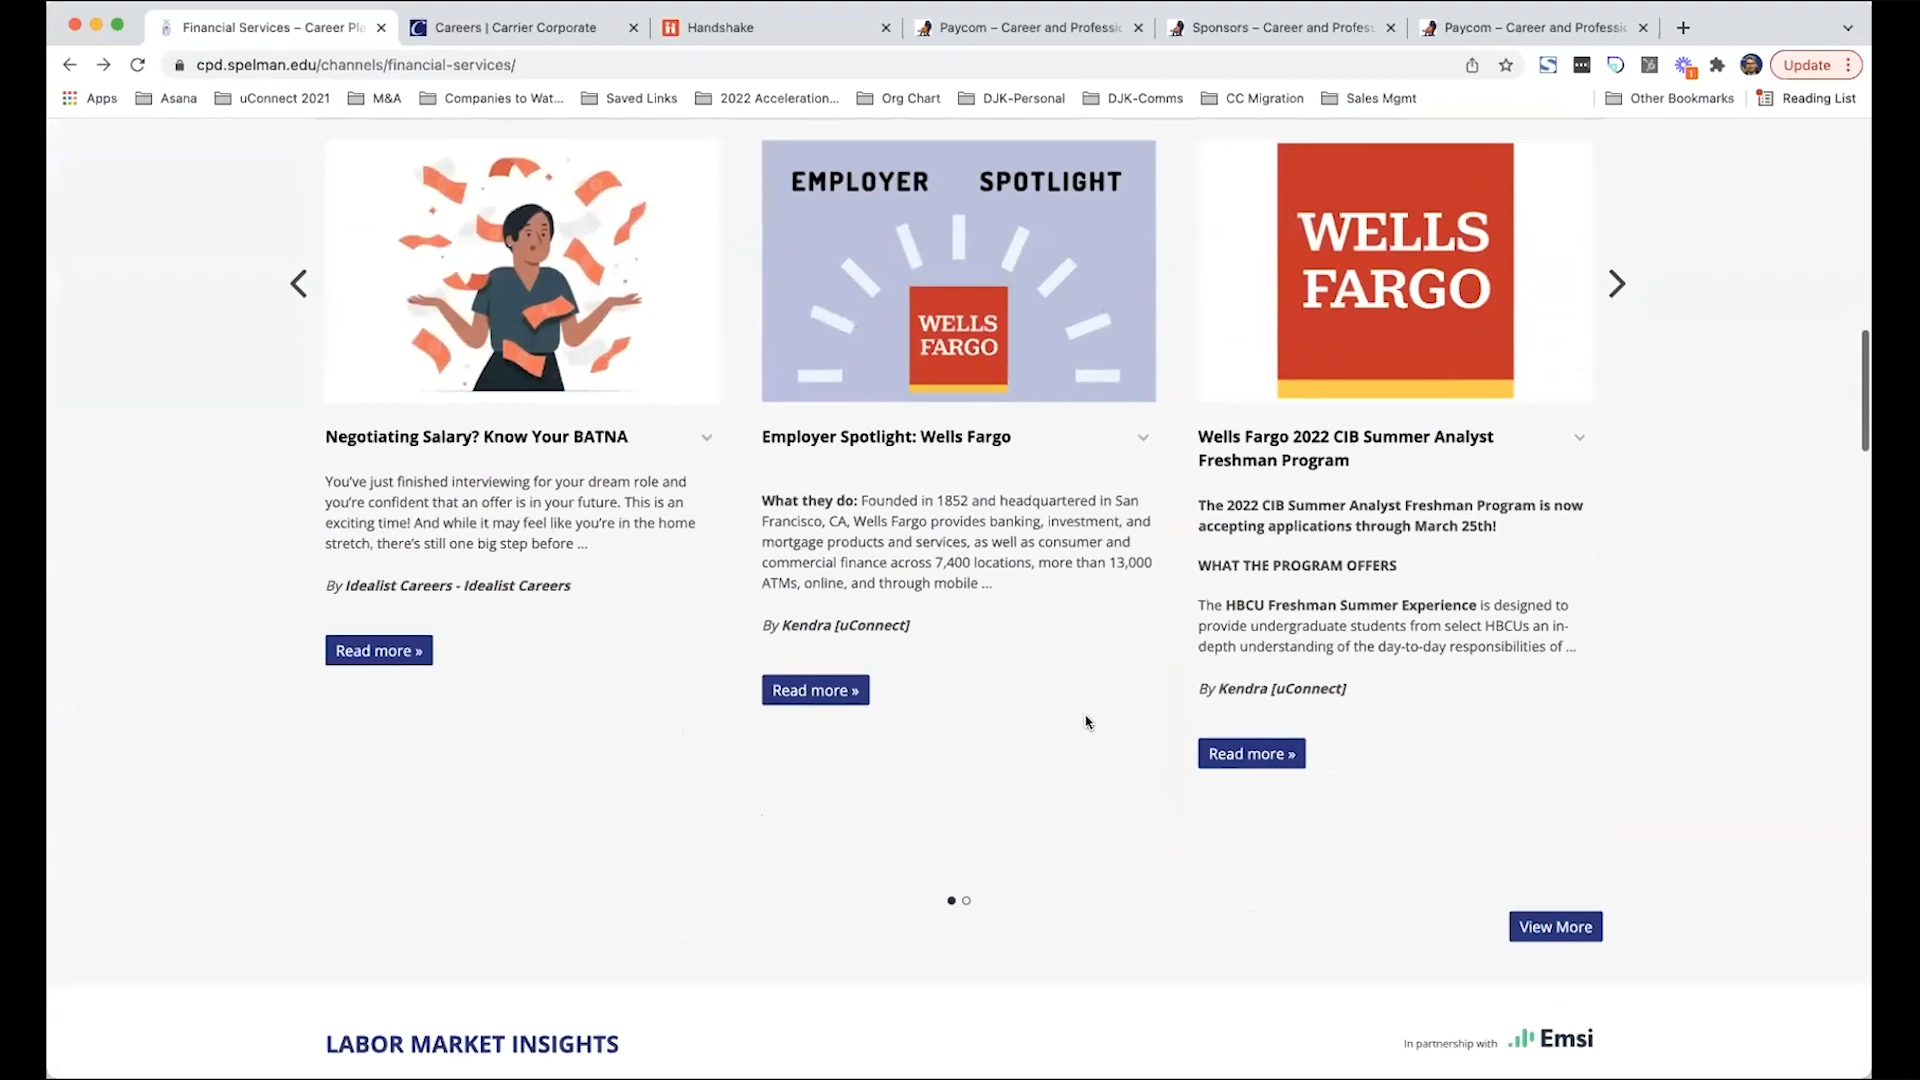 Financial Services – Career Pla
Careers | Carrier Corporate
Handshake
Paycom – Career and Professic
Sponsors – Career and Profess
Paycom – Career and Professic
cpd.spelman.edu/channels/financial-services/
Update
Apps
Asana
uConnect 2021
M&A
Companies to Wat...
Saved Links
2022 Acceleration...
Org Chart
DJK-Personal
DJK-Comms
CC Migration
Sales Mgmt
Other Bookmarks
Reading List
EMPLOYER SPOTLIGHT
WELLS
FARGO
WELLS
FARGO
Negotiating Salary? Know Your BATNA
You've just finished interviewing for your dream role and
you're confident that an offer is in your future. This is an
exciting time! And while it may feel like you're in the home
stretch, there's still one big step before ...
By Idealist Careers - Idealist Careers
Read more »
Employer Spotlight: Wells Fargo
What they do: Founded in 1852 and headquartered in San
Francisco, CA, Wells Fargo provides banking, investment, and
mortgage products and services, as well as consumer and
commercial finance across 7,400 locations, more than 13,000
ATMs, online, and through mobile ...
By Kendra [uConnect]
Read more »
Wells Fargo 2022 CIB Summer Analyst
Freshman Program
The 2022 CIB Summer Analyst Freshman Program is now
accepting applications through March 25th!
WHAT THE PROGRAM OFFERS
The HBCU Freshman Summer Experience is designed to
provide undergraduate students from select HBCUs an in-
depth understanding of the day-to-day responsibilities of ...
By Kendra [uConnect]
Read more »
View More
LABOR MARKET INSIGHTS
In partnership with Emsi